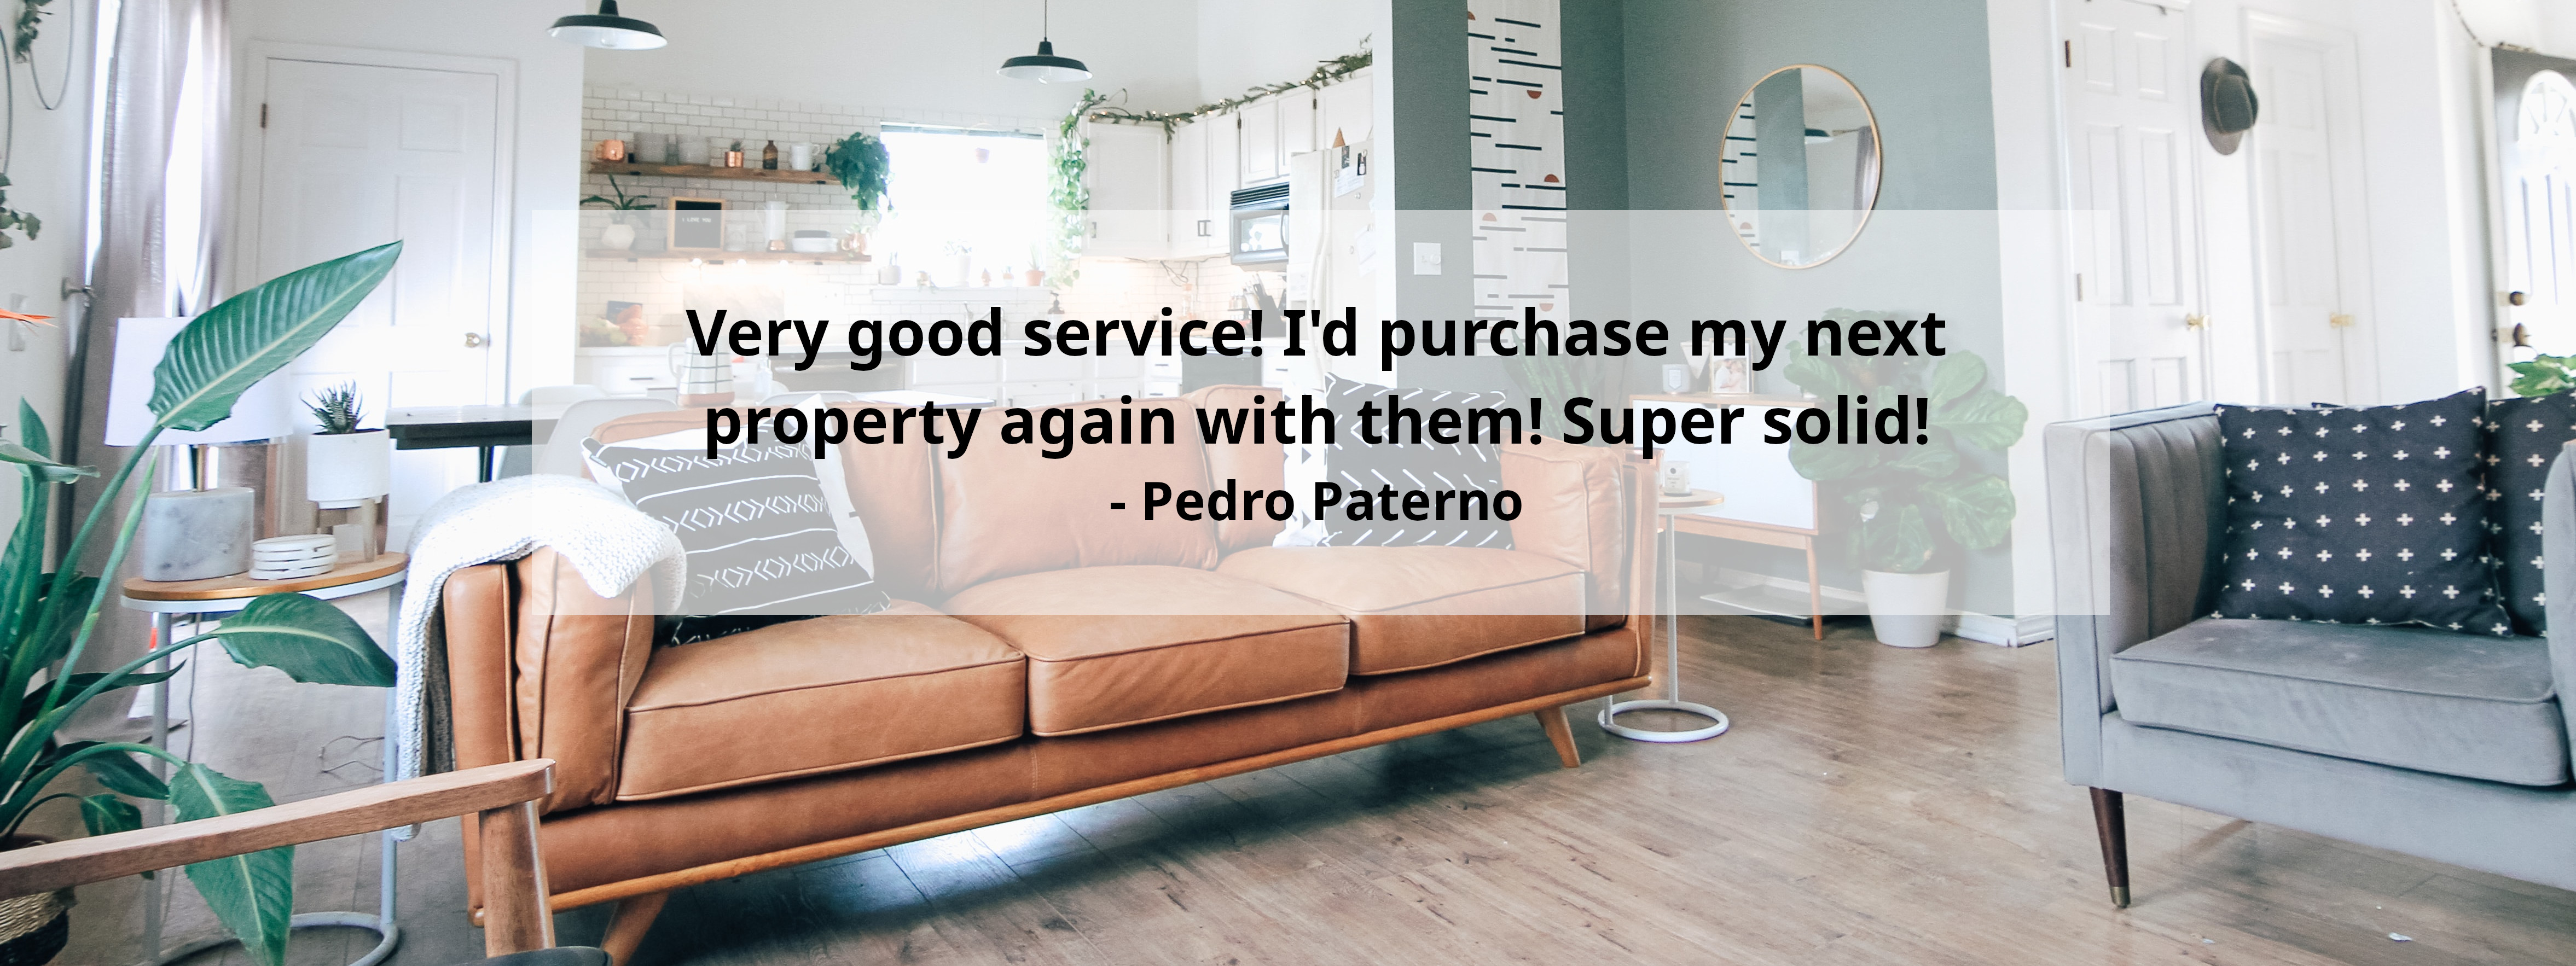 Very good service! I'd purchase my next
property again with them! Super solid!
- Pedro Paterno